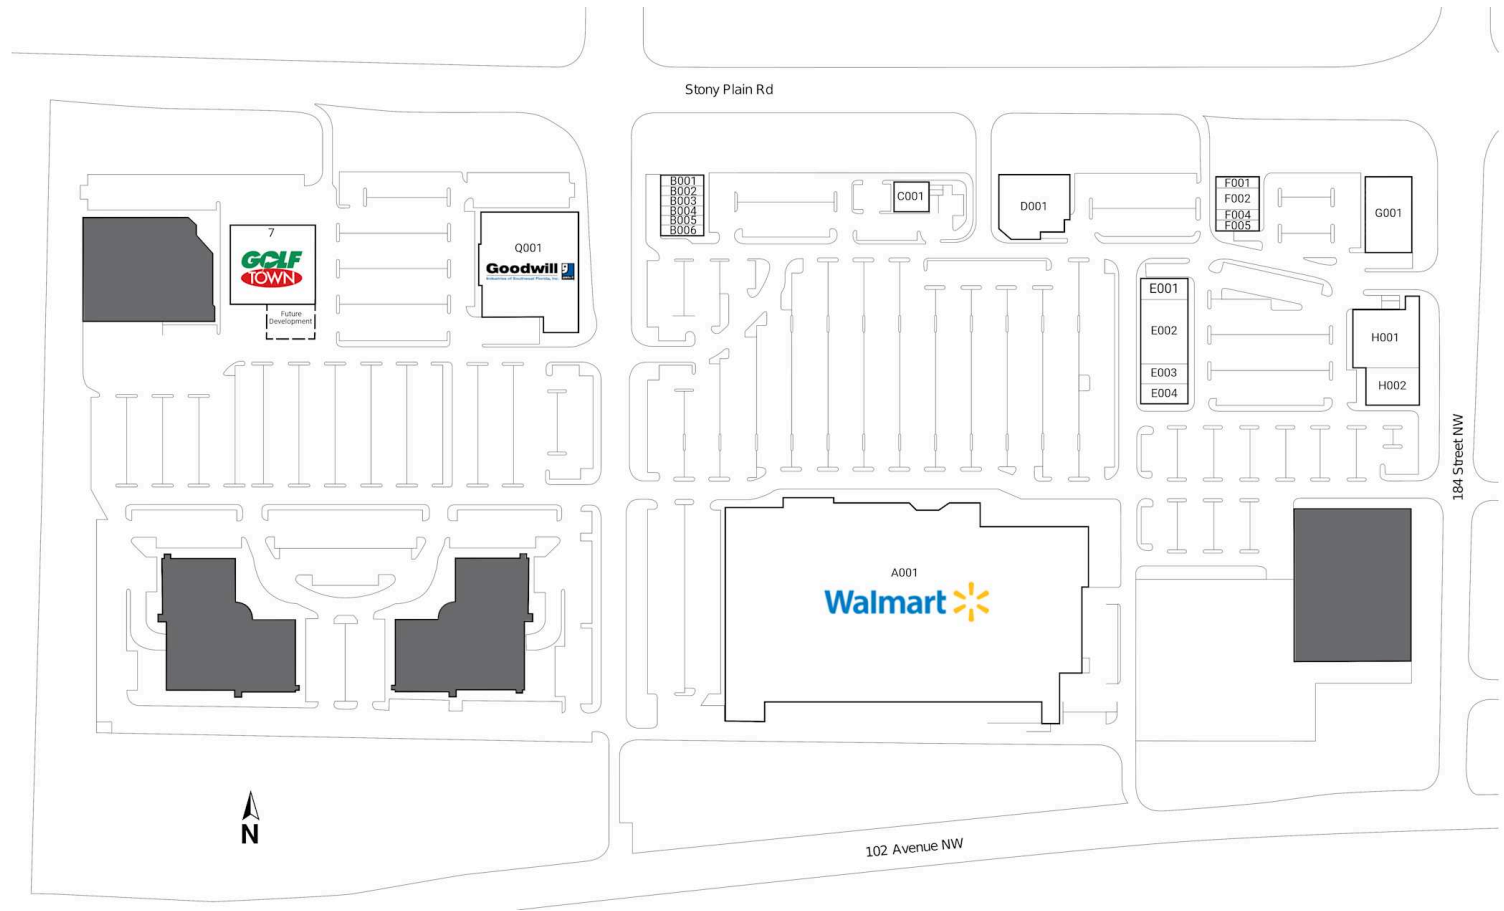 Stony Plain Rd
B001
B002
B003
B004
B005
B006
C001
D001
F001
F002
F004
F005
G001
7
GOLF
TOWN
Future
Development
Q001
Goodwill
E001
E002
E003
E004
H001
H002
184 Street NW
A001
Walmart
N
102 Avenue NW